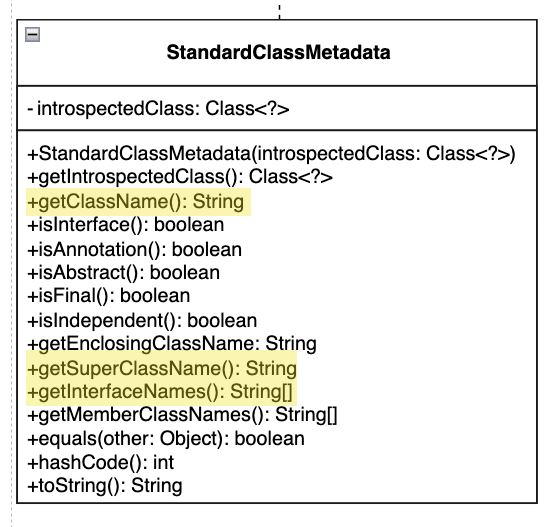 StandardClassMetadata
- introspectedClass: Class<?>
+StandardClassMetadata(introspectedClass: Class<?>)
+getIntrospectedClass(): Class<?>
+getClassName(): String
+isInterface(): boolean
+isAnnotation(): boolean
+isAbstract(): boolean
+isFinal(): boolean
+isIndependent(): boolean
+getEnclosingClassName: String
+getSuperClassName(): String
+getInterfaceNames(): String[]
+getMemberClassNames(): String[]
+equals(other: Object): boolean
+hashCode(): int
+toString(): String